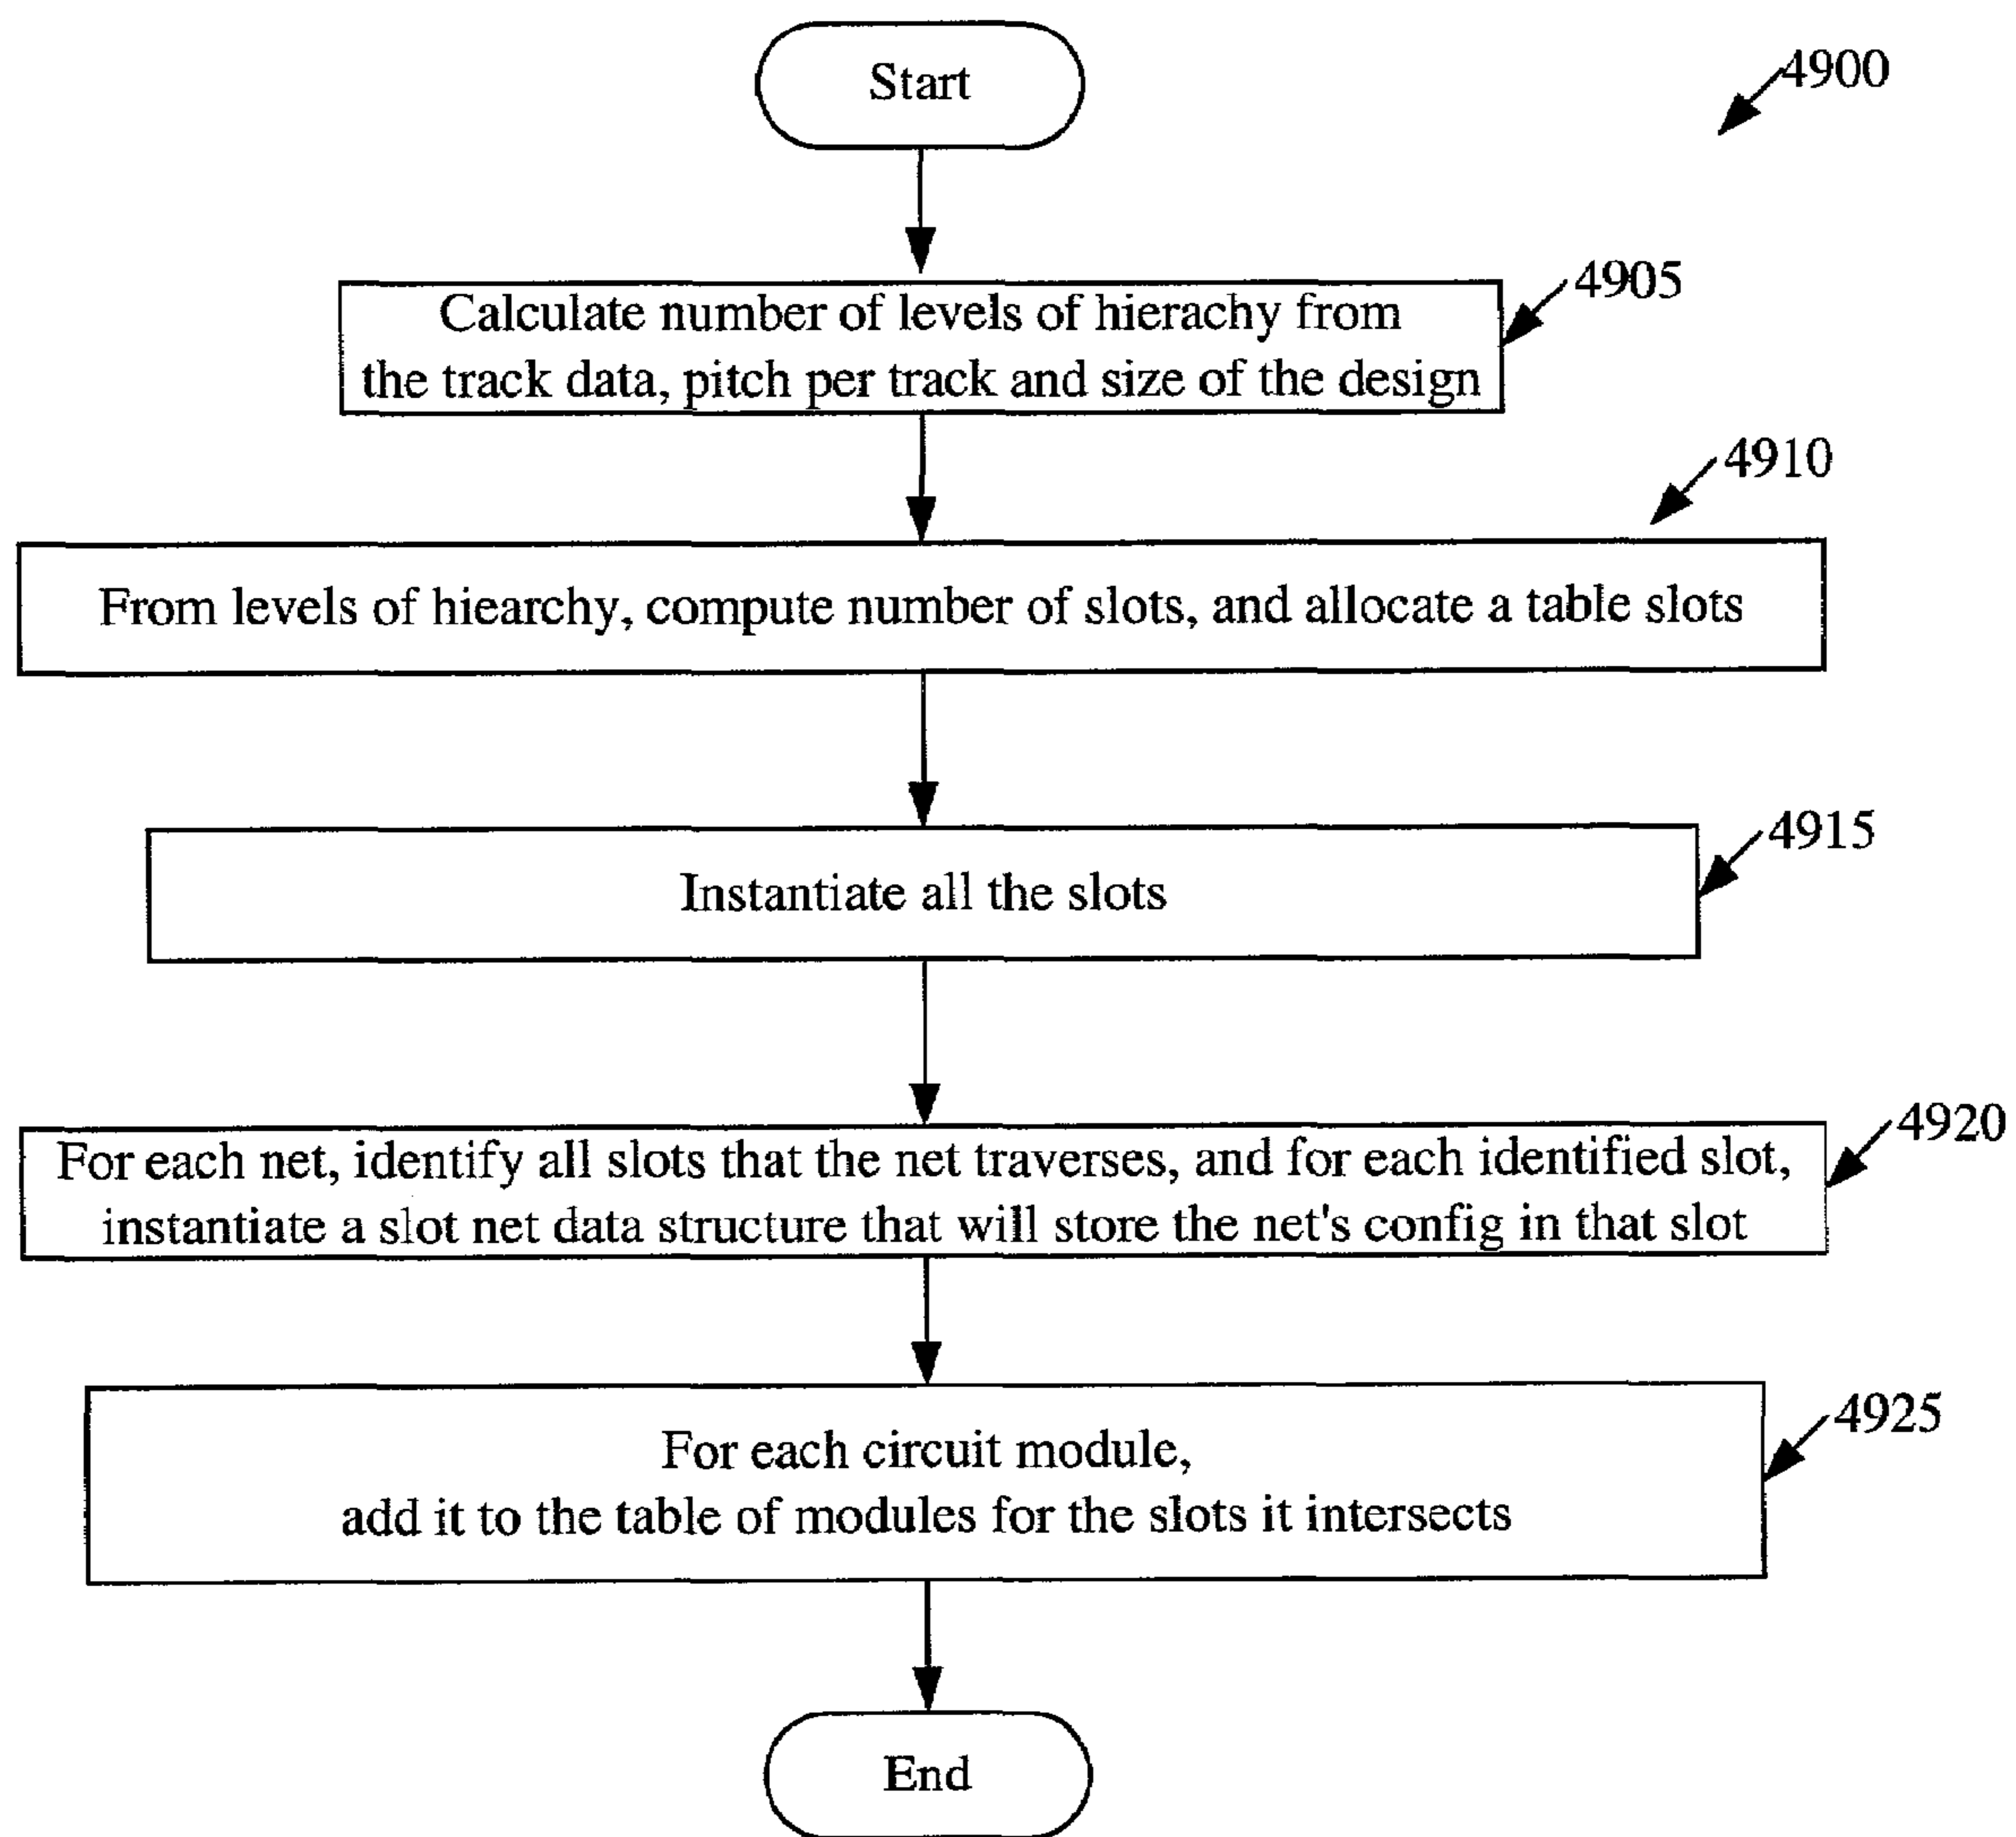 Start
4900
Calculate number of levels of hierachy from
the track data, pitch per track and size of the design
4905
4910
From levels of hiearchy, compute number of slots, and allocate a table slots
Instantiate all the slots
4915
For each net, identify all slots that the net traverses, and for each identified slot,
instantiate a slot net data structure that will store the net's config in that slot
4920
For each circuit module,
add it to the table of modules for the slots it intersects
4925
End